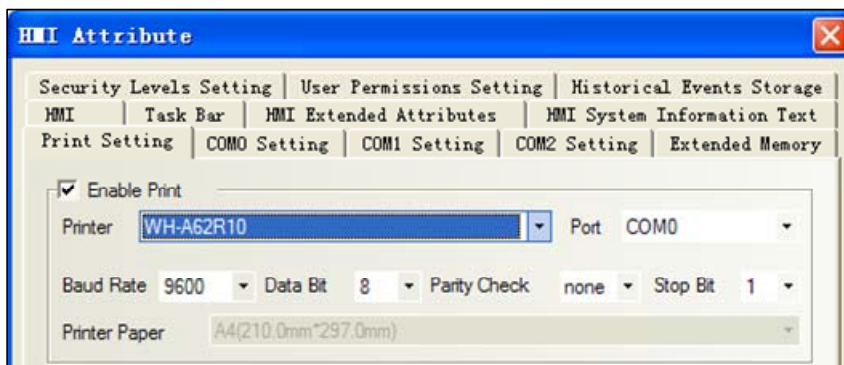 HMI Attribute
Security Levels Setting User Permissions Setting Historical Events Storage
HMI Task Bar HMI Extended Attributes HMI System Information Text
Print Setting COM0 Setting COM1 Setting COM2 Setting Extended Memory
Enable Print
Printer WH-A62R10 Port COM0
Baud Rate 9600 Data Bit 8 Parity Check none Stop Bit 1
Printer Paper A4(210.0mm*297.0mm)